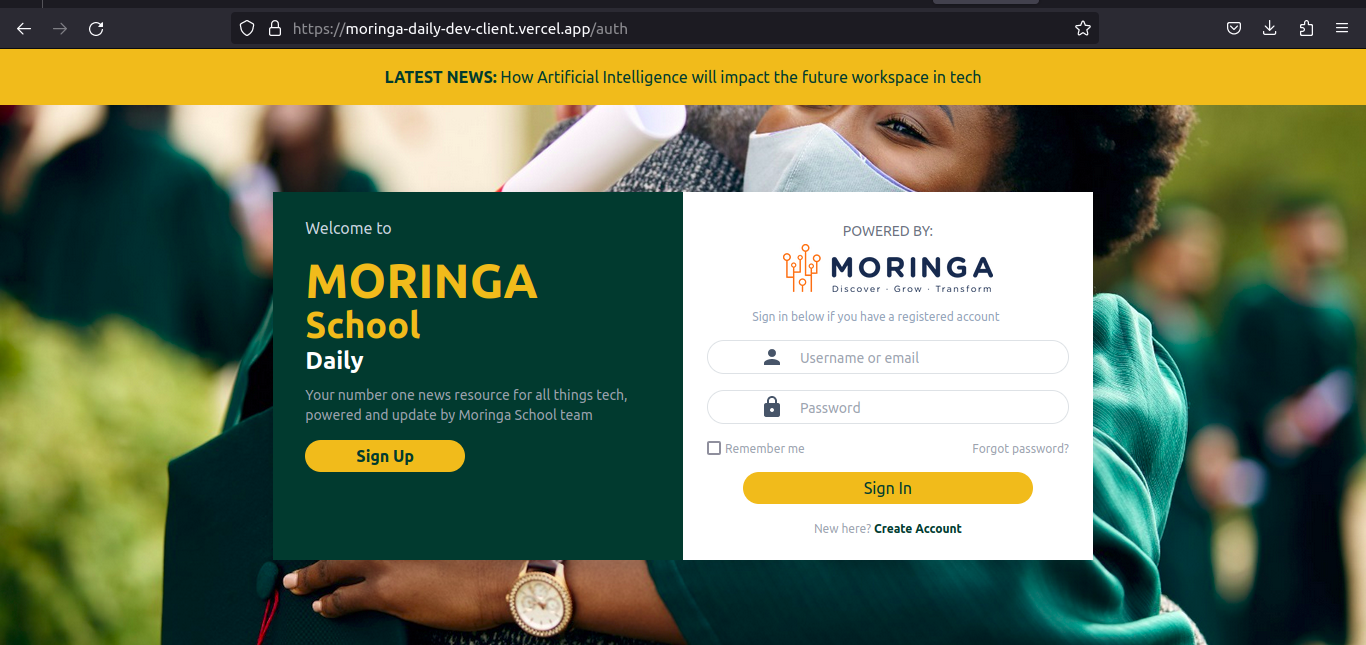 https://moringa-daily-dev-client.vercel.app/auth
LATEST NEWS: How Artificial Intelligence will impact the future workspace in tech
Welcome to
MORINGA
School
Daily
Your number one news resource for all things tech,
powered and update by Moringa School team
Sign Up
POWERED BY:
MORINGA
Discover · Grow · Transform
Sign in below if you have a registered account
Username or email
Password
Remember me
Forgot password?
Sign In
New here? Create Account